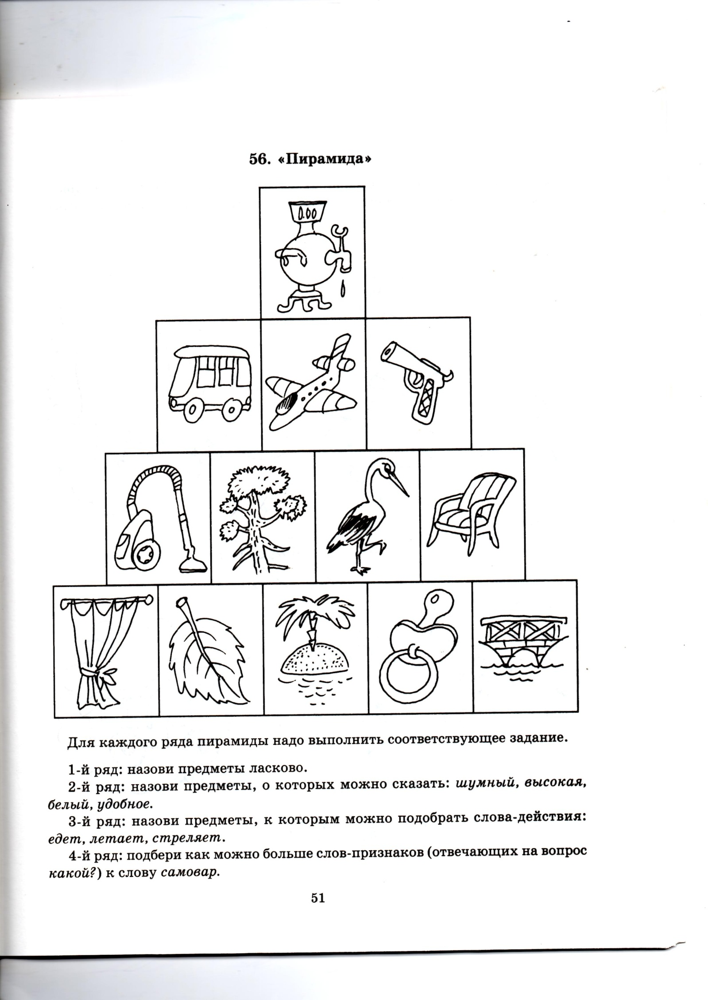 56. «Пирамида»
0.00
Для каждого ряда пирамиды надо выполнить соответствующее задание.
1-й ряд: назови предметы ласково.
2-й ряд: назови предметы, о которых можно сказать: шумный, высокая,
белый, удобное.
3-й ряд: назови предметы, к которым можно подобрать слова-действия:
едет, летает, стреляет.
4-й ряд: подбери как можно больше слов-признаков (отвечающих на вопрос
какой?) к слову самовар.
51